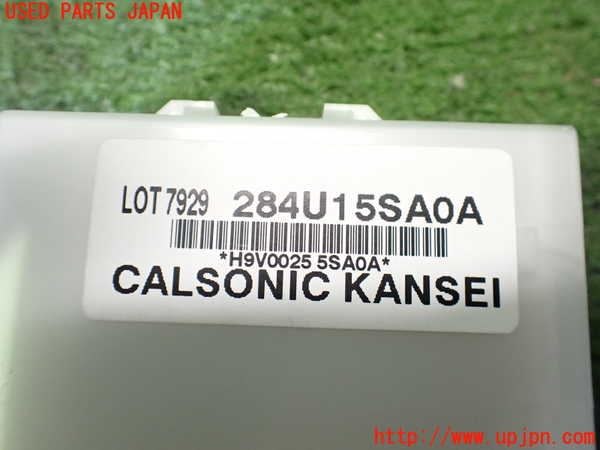 USED PARTS JAPAN
LOT 7929 284U15SA0A
*H9V0025 5SA0A*
CALSONIC KANSEI
http://www.upjpn.com/